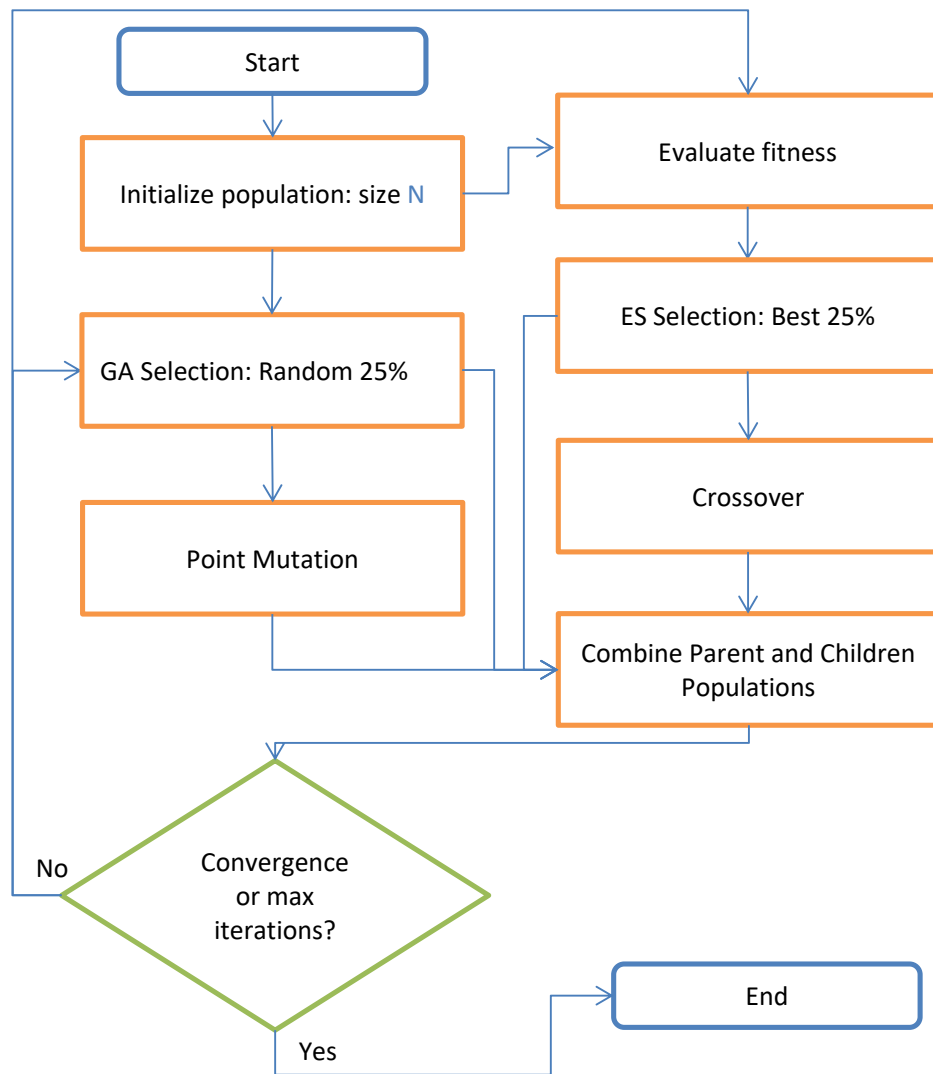 Start
Initialize population: size N
Evaluate fitness
GA Selection: Random 25%
ES Selection: Best 25%
Point Mutation
Crossover
Combine Parent and Children
Populations
Convergence
or max
iterations?
No
Yes
End